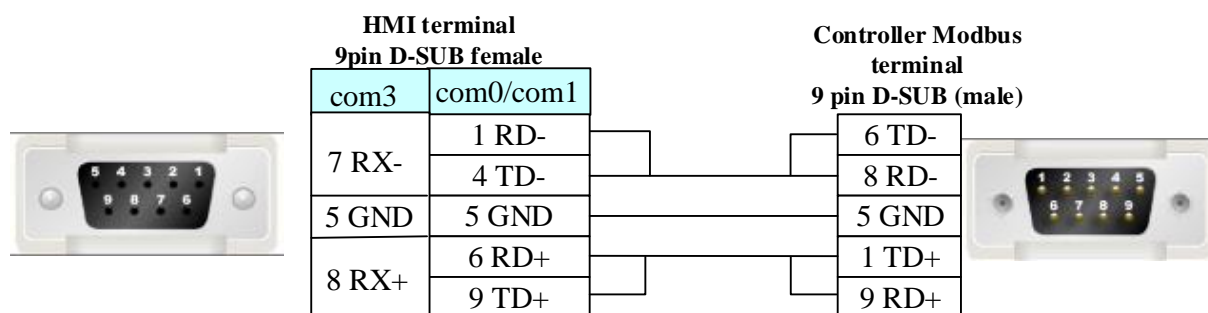 HMI terminal
9pin D-SUB female
Controller Modbus
terminal
9 pin D-SUB (male)
com3 com0/com1
7 RX-
1 RD-
4 TD-
5 GND 5 GND
8 RX+
6 RD+
9 TD+
6 TD-
8 RD-
5 GND
1 TD+
9 RD+
5 4 3 2 1
9 8 7 6
1 2 3 4 5
6 7 8 9